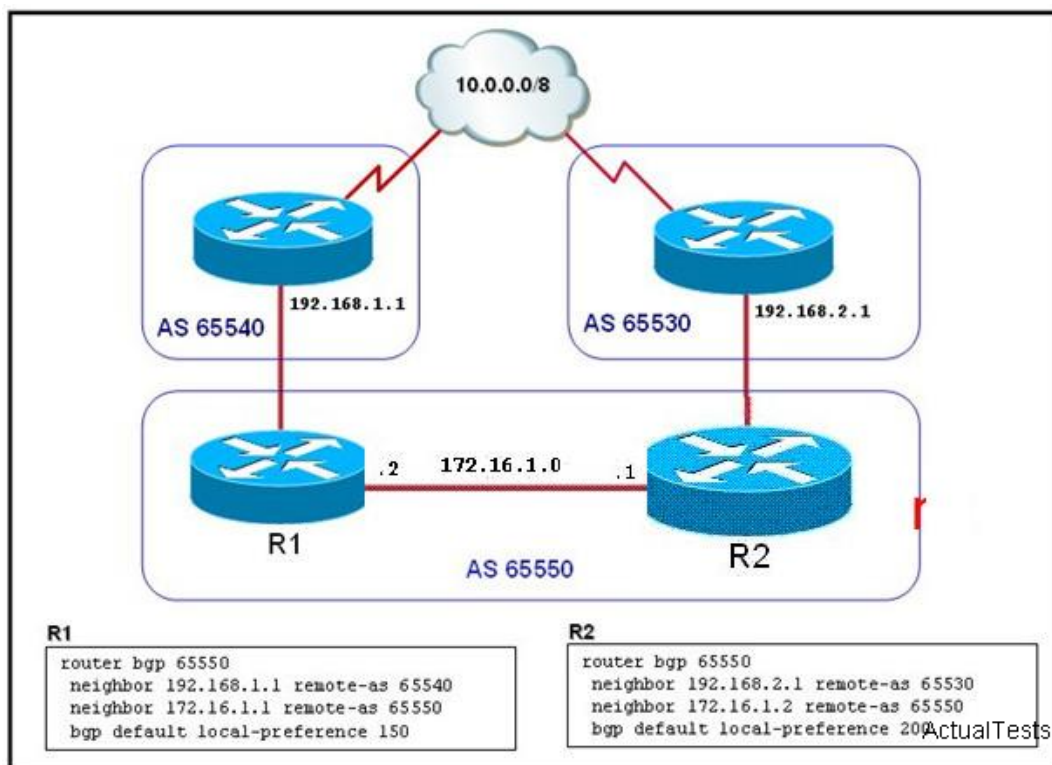 10.0.0.0/8
192.168.1.1
AS 65540
192.168.2.1
AS 65530
.2
172.16.1.0
.1
r
R1
R2
AS 65550
R1
router bgp 65550
neighbor 192.168.1.1 remote-as 65540
neighbor 172.16.1.1 remote-as 65550
bgp default local-preference 150
R2
router bgp 65550
neighbor 192.168.2.1 remote-as 65530
neighbor 172.16.1.2 remote-as 65550
bgp default local-preference 200
ActualTests